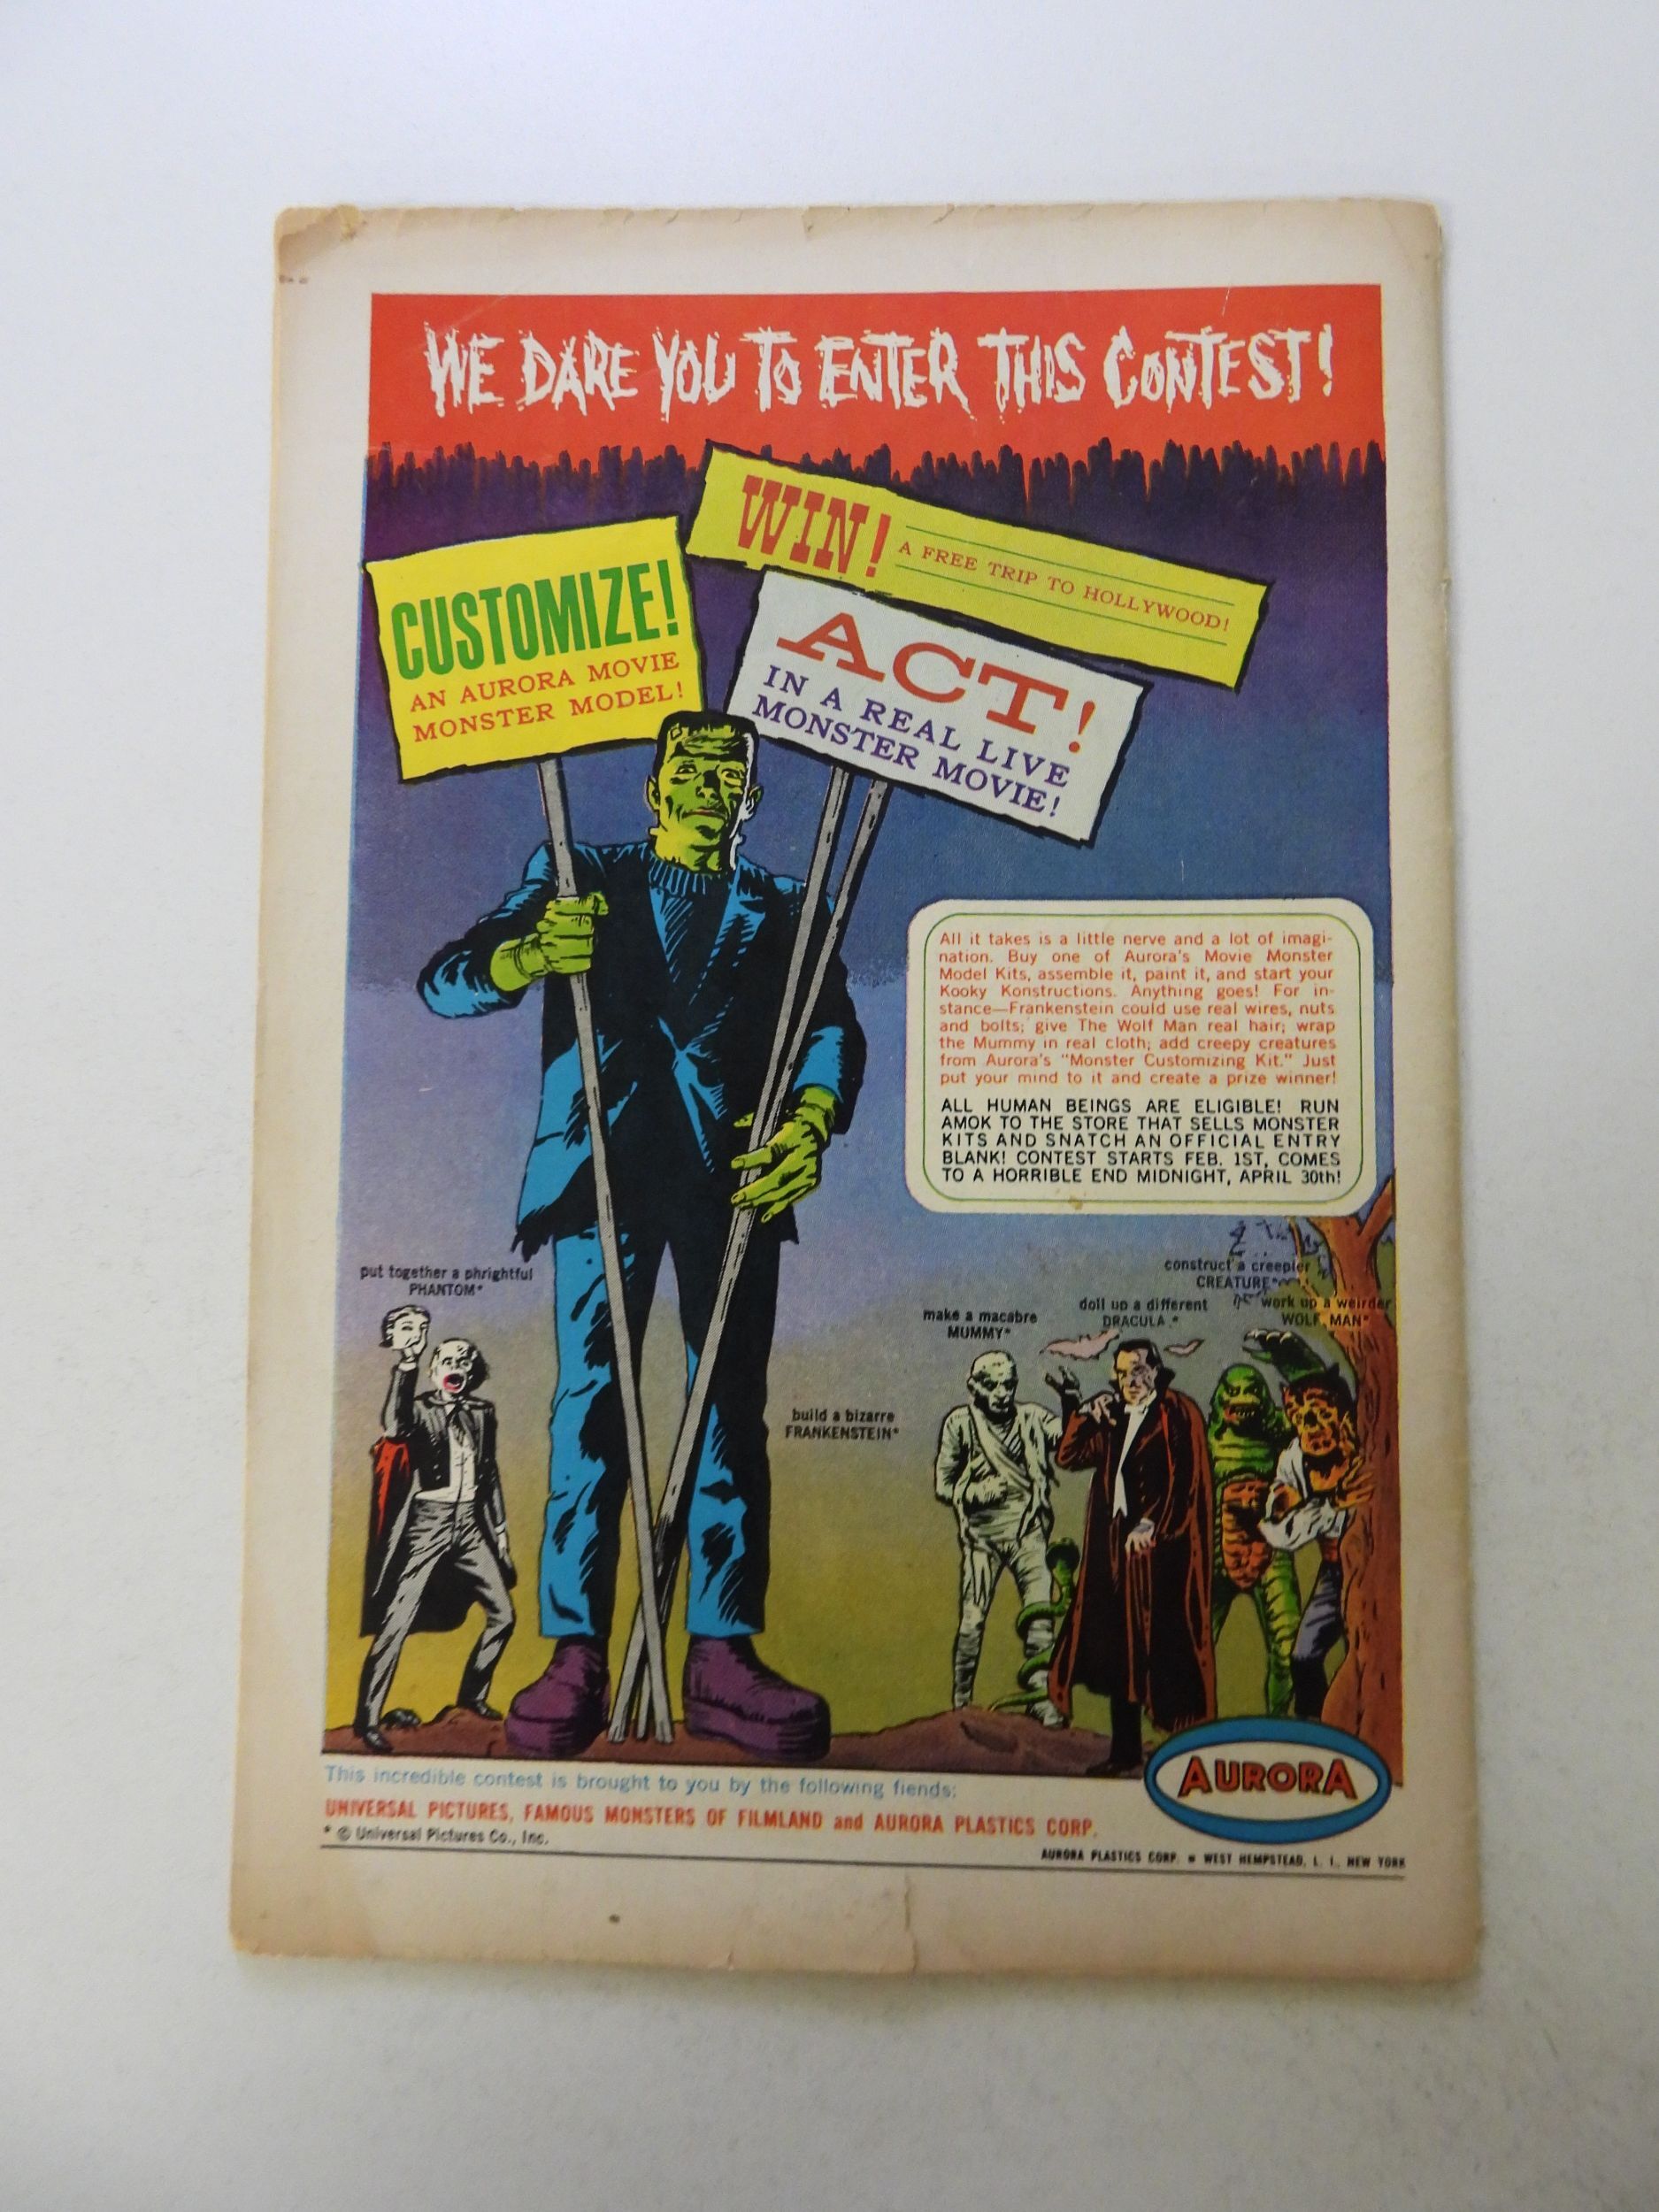 WE DARE YOU TO ENTER THIS CONTEST!
WIN! A FREE TRIP TO HOLLYWOOD!
CUSTOMIZE!
AN AURORA MOVIE
MONSTER MODEL!
ACT!
IN A REAL LIVE
MONSTER MOVIE!
All it takes is a little nerve and a lot of imagi-
nation. Buy one of Aurora's Movie Monster
Model Kits, assemble it, paint it, and start your
Kooky Konstructions. Anything goes! For in-
stance—Frankenstein could use real wires, nuts
and bolts; give The Wolf Man real hair; wrap
the Mummy in real cloth; add creepy creatures
from Aurora's "Monster Customizing Kit." Just
put your mind to it and create a prize winner!
ALL HUMAN BEINGS ARE ELIGIBLE! RUN
AMOK TO THE STORE THAT SELLS MONSTER
KITS AND SNATCH AN OFFICIAL ENTRY
BLANK! CONTEST STARTS FEB. 1ST, COMES
TO A HORRIBLE END MIDNIGHT, APRIL 30th!
put together a phrightful
PHANTOM*
build a bizarre
FRANKENSTEIN*
make a macabre
MUMMY*
doll up a different
DRACULA.*
construct a creepier
CREATURE*
work up a weirder
WOLF MAN*
AURORA
This incredible contest is brought to you by the following fiends:
UNIVERSAL PICTURES, FAMOUS MONSTERS OF FILMLAND and AURORA PLASTICS CORP.
* © Universal Pictures Co., Inc.
AURORA PLASTICS CORP. • WEST HEMPSTEAD, L. I., NEW YORK